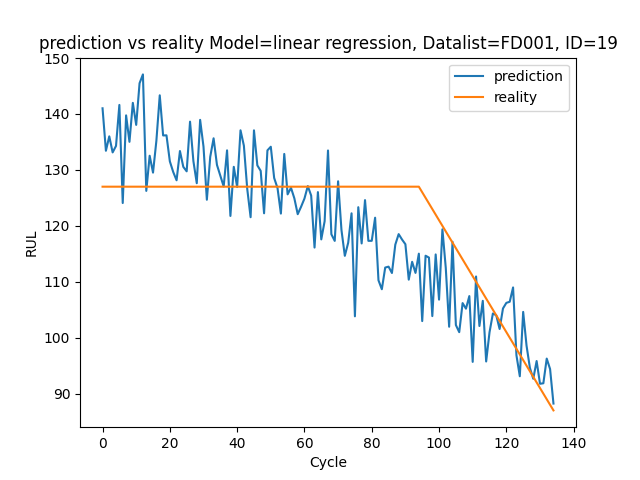 prediction vs reality Model=linear regression, Datalist=FD001, ID=19
prediction
reality
RUL
150
140
130
120
110
100
90
0 20 40 60 80 100 120 140
Cycle